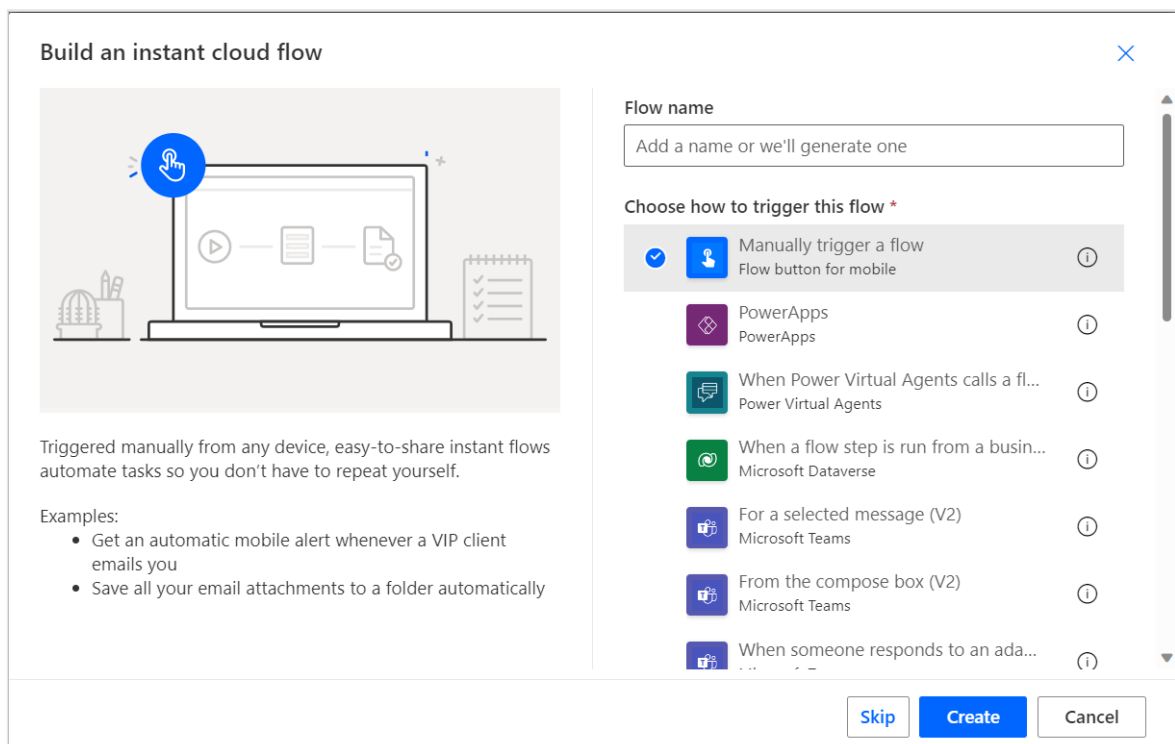 Build an instant cloud flow
Triggered manually from any device, easy-to-share instant flows
automate tasks so you don't have to repeat yourself.
Examples:
• Get an automatic mobile alert whenever a VIP client
emails you
• Save all your email attachments to a folder automatically
Flow name
Add a name or we'll generate one
Choose how to trigger this flow *
Manually trigger a flow
Flow button for mobile
PowerApps
PowerApps
When Power Virtual Agents calls a fl...
Power Virtual Agents
When a flow step is run from a busin...
Microsoft Dataverse
For a selected message (V2)
Microsoft Teams
From the compose box (V2)
Microsoft Teams
When someone responds to an ada...
Skip
Create
Cancel